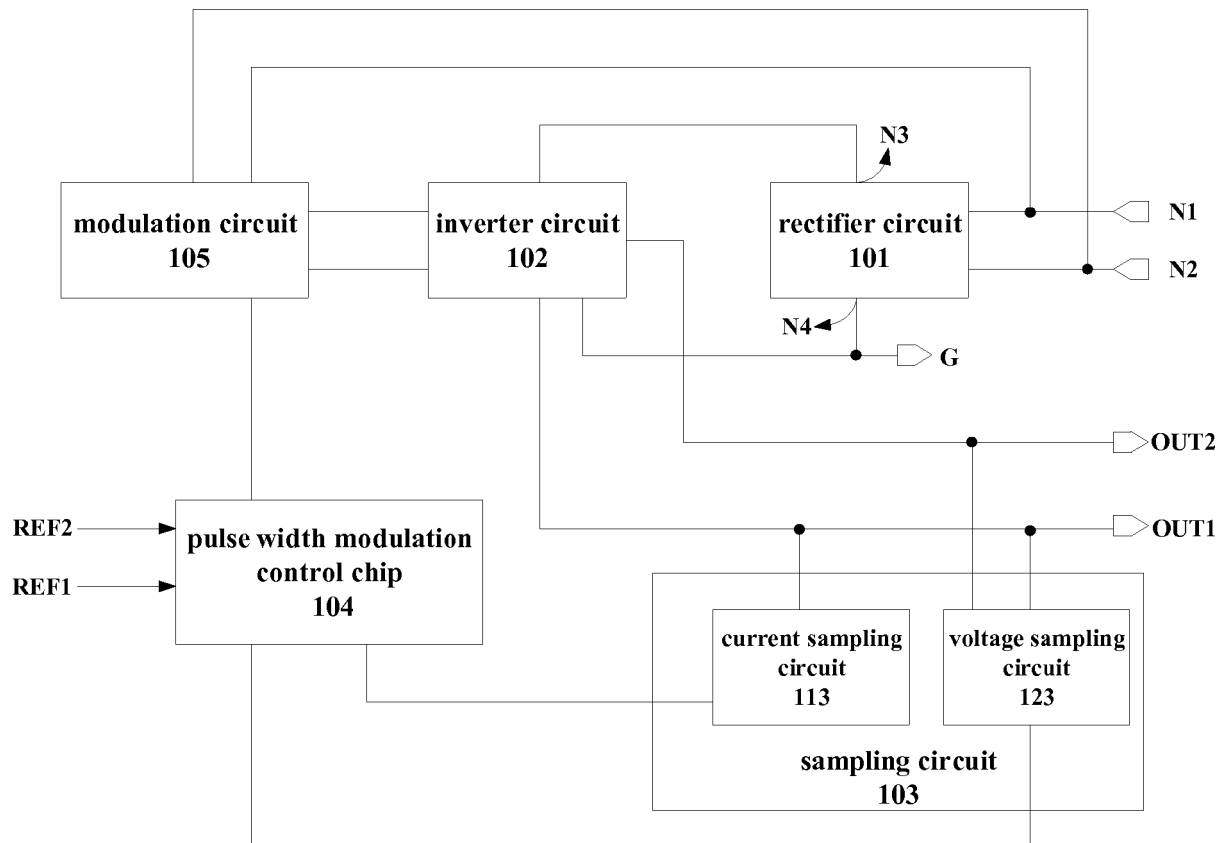 N3
modulation circuit
105
inverter circuit
102
rectifier circuit
101
N1
N2
N4
G
OUT2
REF2
REF1
pulse width modulation
control chip
104
OUT1
current sampling
circuit
113
voltage sampling
circuit
123
sampling circuit
103